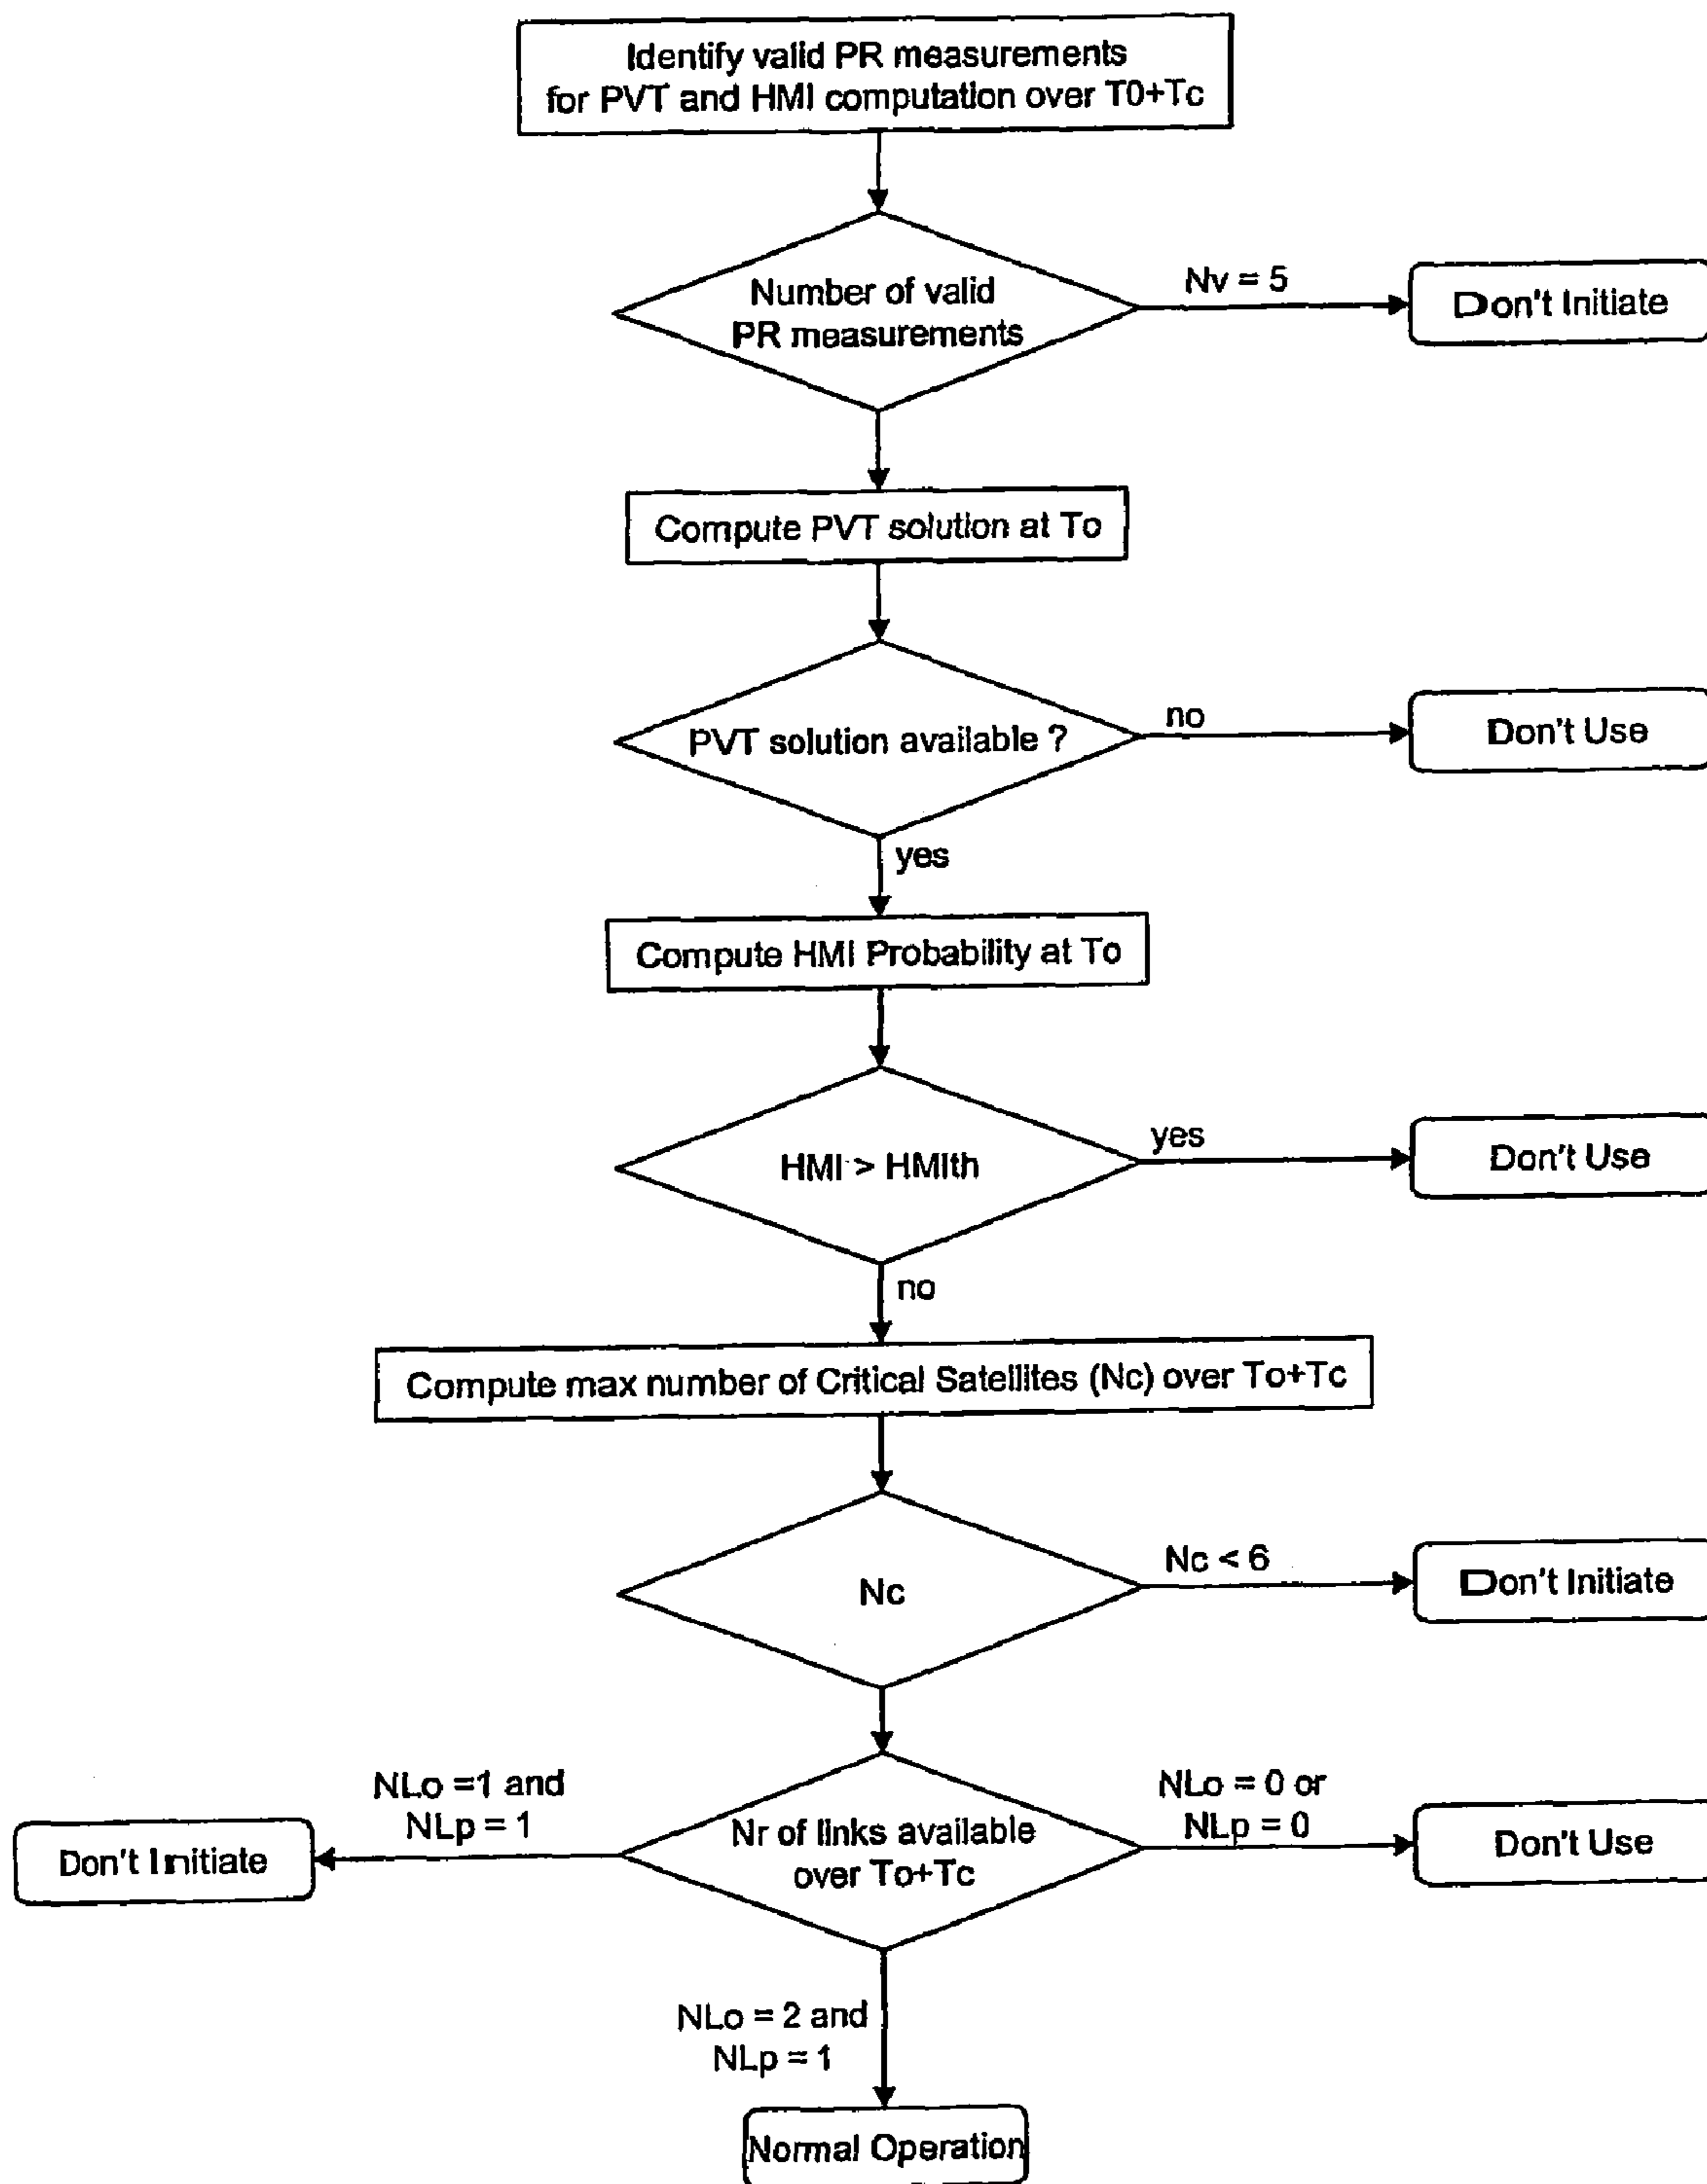 Identify valid PR measurements
for PVT and HMI computation over T0+Tc
Number of valid
PR measurements
Nv = 5
Don't Initiate
Compute PVT solution at To
PVT solution available ?
no
Don't Use
yes
Compute HMI Probability at To
HMI > HMIth
yes
Don't Use
no
Compute max number of Critical Satellites (Nc) over To+Tc
Nc
Nc < 6
Don't Initiate
NLo =1 and
NLp = 1
Don't Initiate
Nr of links available
over To+Tc
NLo = 0 or
NLp = 0
Don't Use
NLo = 2 and
NLp = 1
Normal Operation